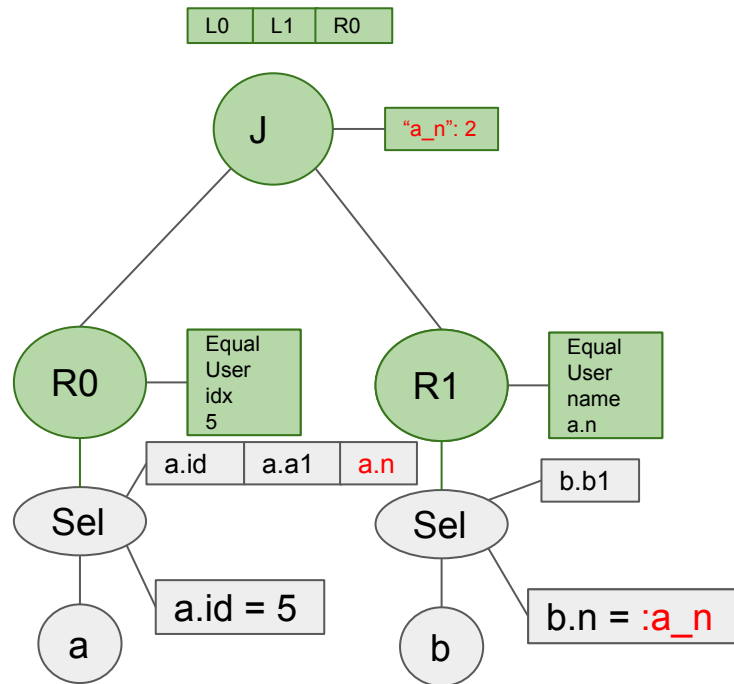 L0 L1 R0
J
“a_n”: 2
R0
Equal
User
idx
5
R1
Equal
User
name
a.n
a.id a.a1 a.n
b.b1
Sel
Sel
a.id = 5
b.n = :a_n
a
b